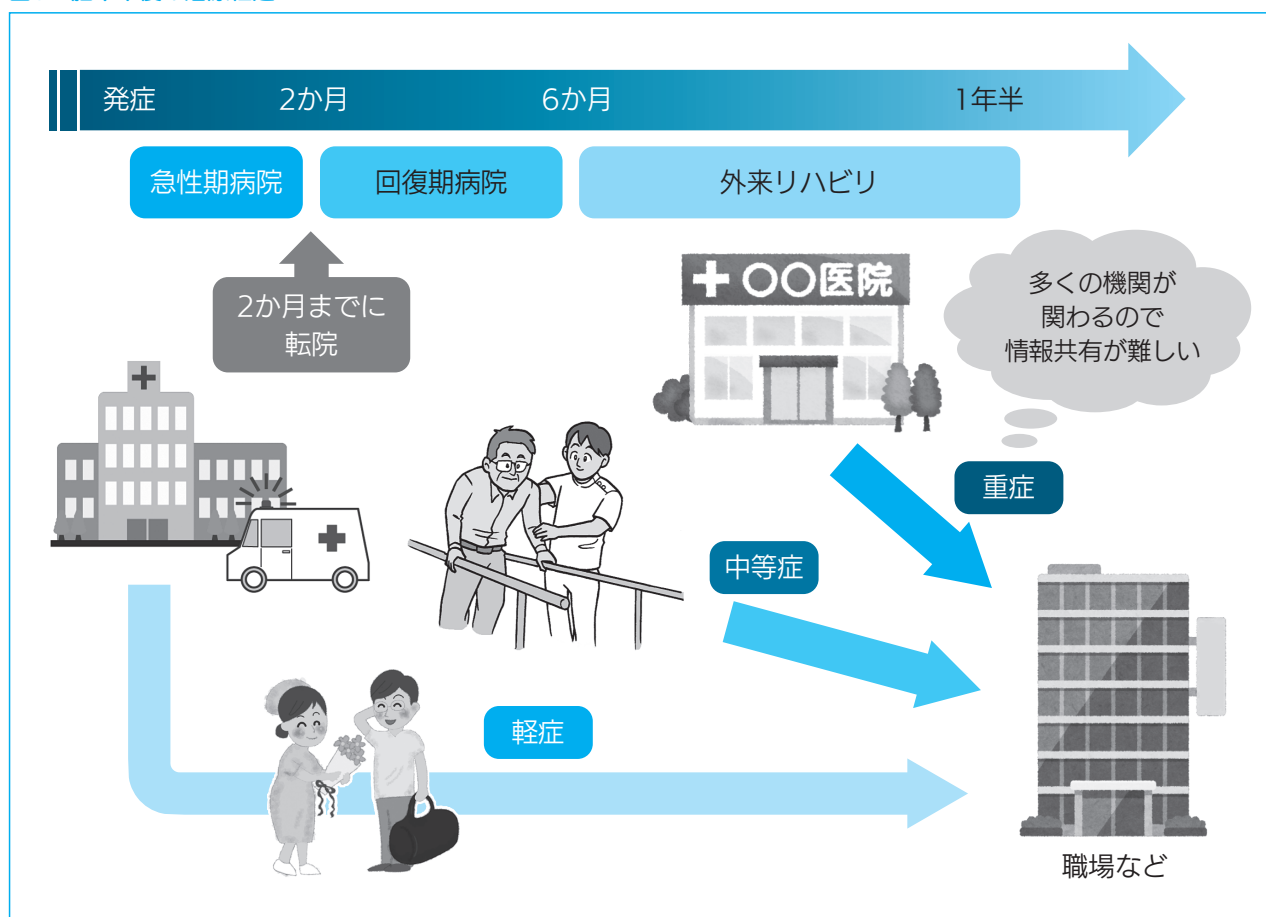 発症 2か月 6か月 1年半
急性期病院 回復期病院 外来リハビリ
2か月までに
転院
〇〇医院
多くの機関が
関わるので
情報共有が難しい
重症
中等症
軽症
職場など